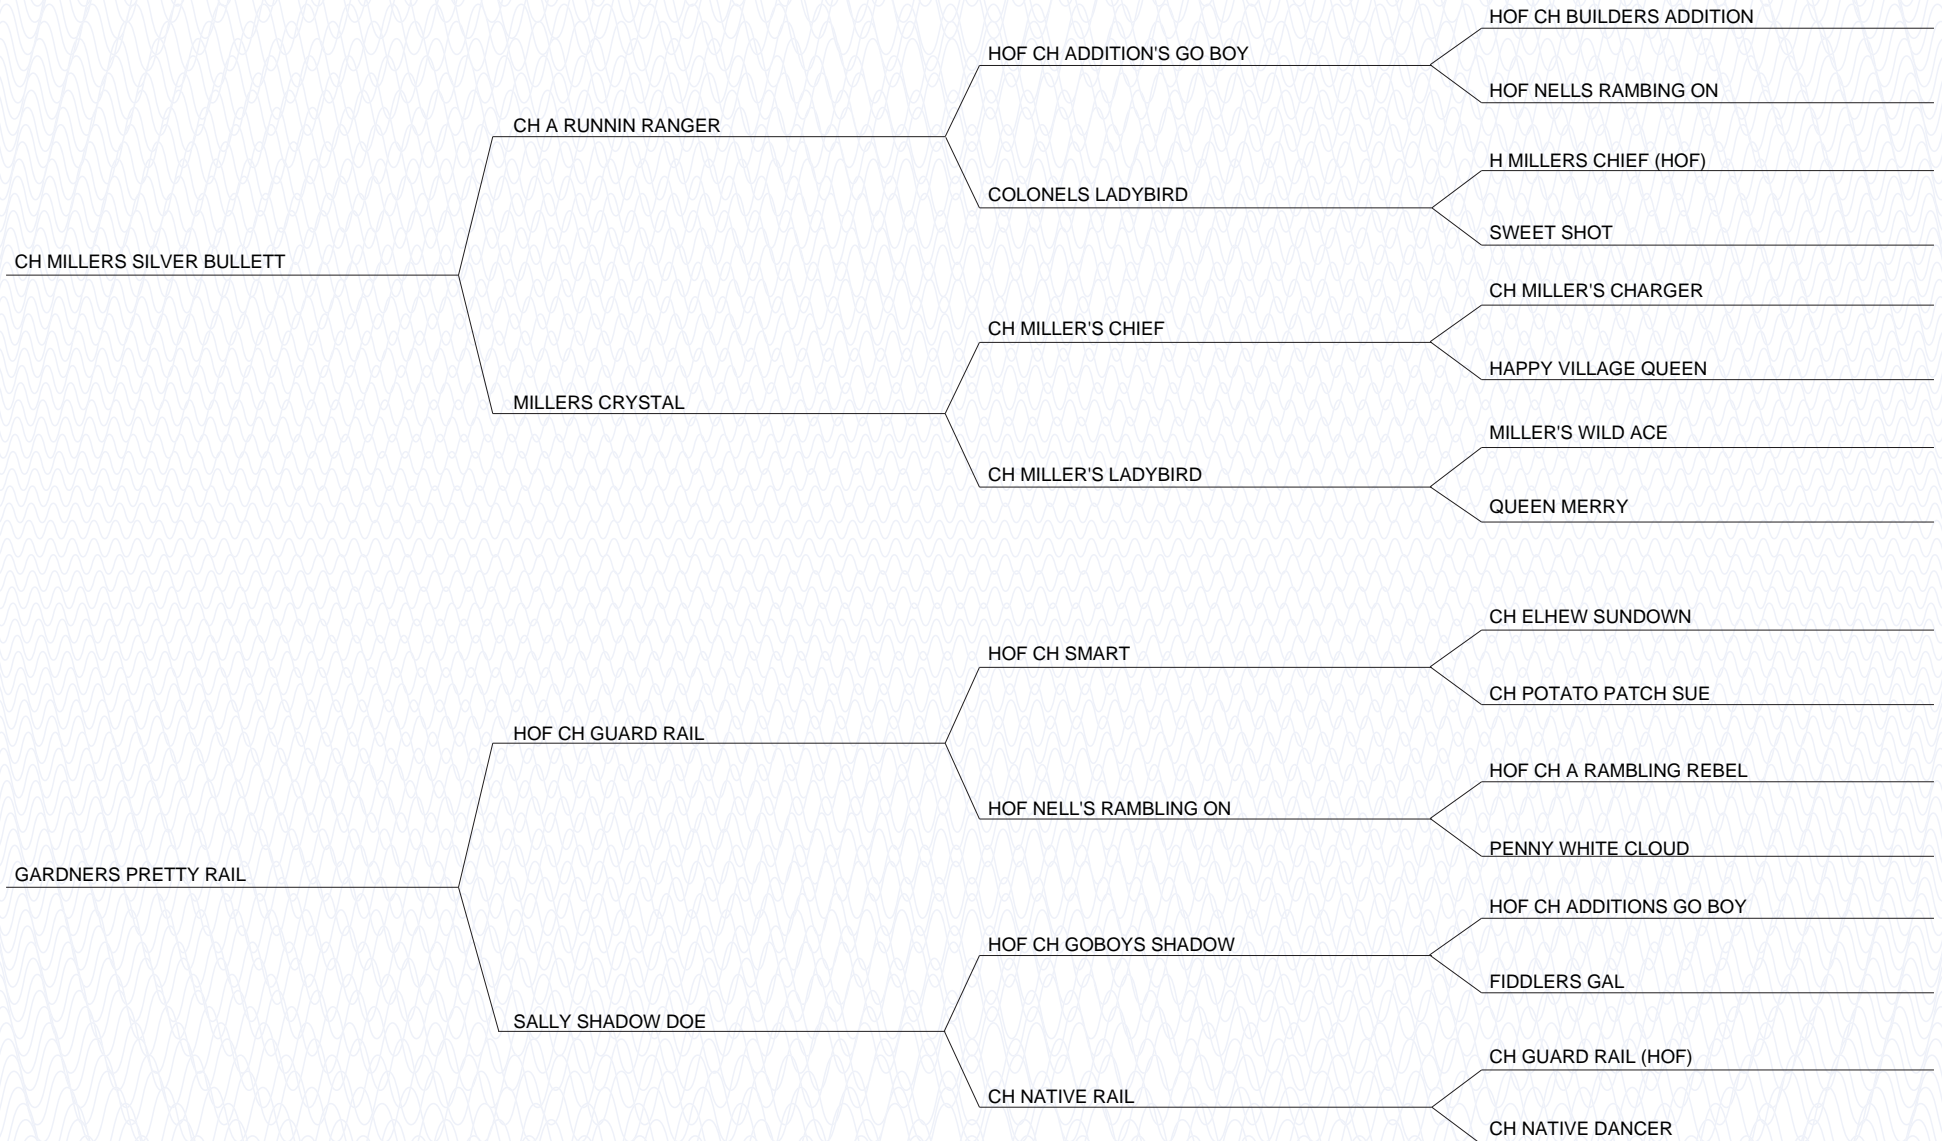 HOF CH BUILDERS ADDITION
HOF CH ADDITION'S GO BOY
HOF NELLS RAMBING ON
CH A RUNNIN RANGER
H MILLERS CHIEF (HOF)
COLONELS LADYBIRD
SWEET SHOT
CH MILLERS SILVER BULLETT
CH MILLER'S CHARGER
CH MILLER'S CHIEF
HAPPY VILLAGE QUEEN
MILLERS CRYSTAL
MILLER'S WILD ACE
CH MILLER'S LADYBIRD
QUEEN MERRY
CH ELHEW SUNDOWN
HOF CH SMART
CH POTATO PATCH SUE
HOF CH GUARD RAIL
HOF CH A RAMBLING REBEL
HOF NELL'S RAMBLING ON
PENNY WHITE CLOUD
GARDNERS PRETTY RAIL
HOF CH ADDITIONS GO BOY
HOF CH GOBOYS SHADOW
FIDDLERS GAL
SALLY SHADOW DOE
CH GUARD RAIL (HOF)
CH NATIVE RAIL
CH NATIVE DANCER